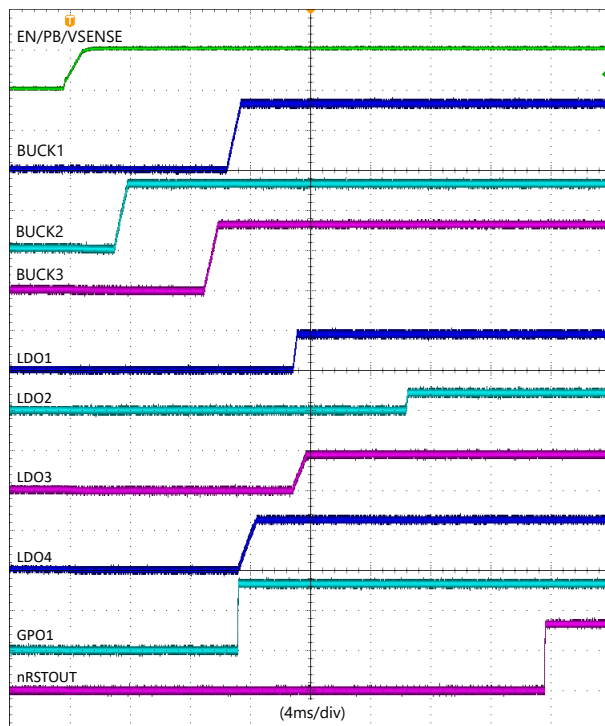 T
EN/PB/VSENSE
BUCK1
BUCK2
BUCK3
LDO1
LDO2
LDO3
LDO4
GPO1
nRSTOUT
(4ms/div)